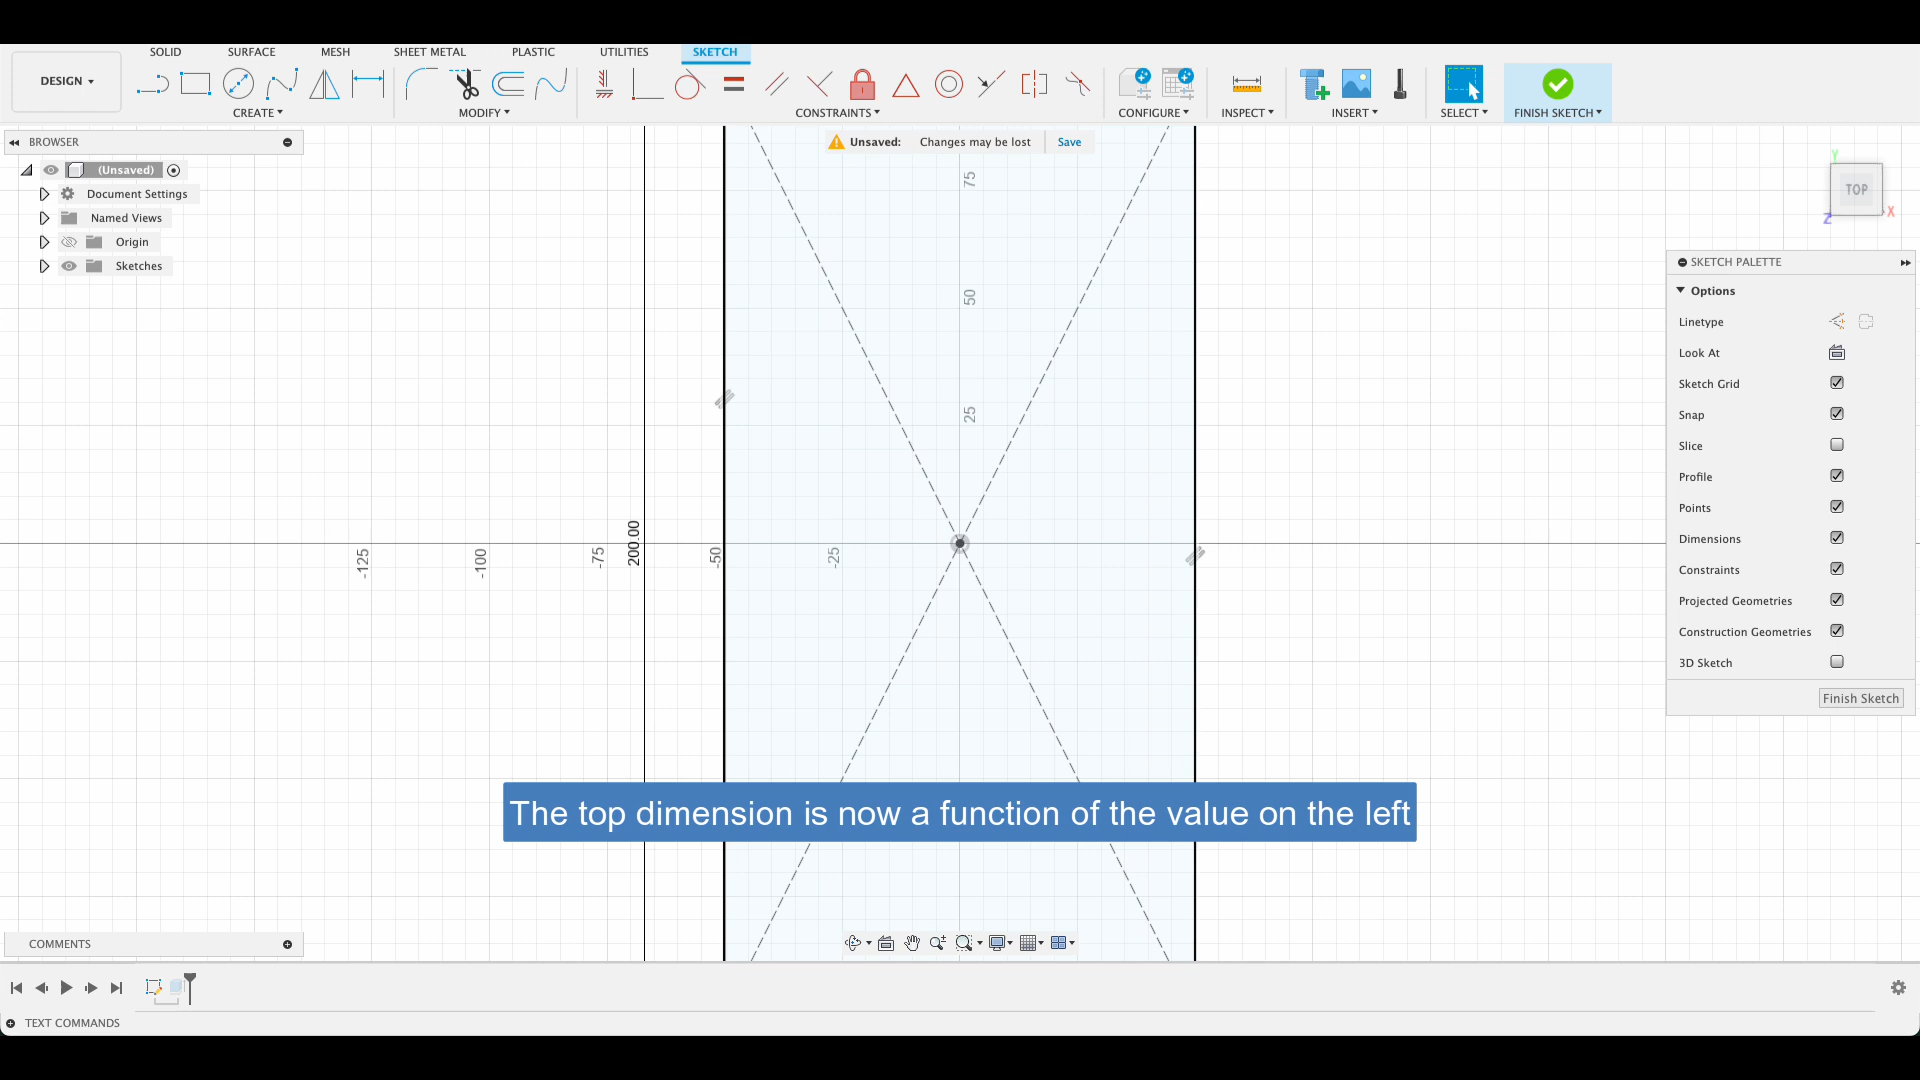 SOLID SURFACE MESH SHEET METAL PLASTIC UTILITIES SKETCH
DESIGN
CREATE MODIFY CONSTRAINTS CONFIGURE INSPECT INSERT SELECT FINISH SKETCH
BROWSER
Unsaved: Changes may be lost Save
(Unsaved)
Document Settings
Named Views
Origin
Sketches
Y
TOP
X
Z
SKETCH PALETTE
Options
Linetype
Look At
Sketch Grid
Snap
Slice
Profile
Points
Dimensions
Constraints
Projected Geometries
Construction Geometries
3D Sketch
Finish Sketch
75
50
25
-125
-100
-75
200.00
-50
-25
The top dimension is now a function of the value on the left
COMMENTS
TEXT COMMANDS